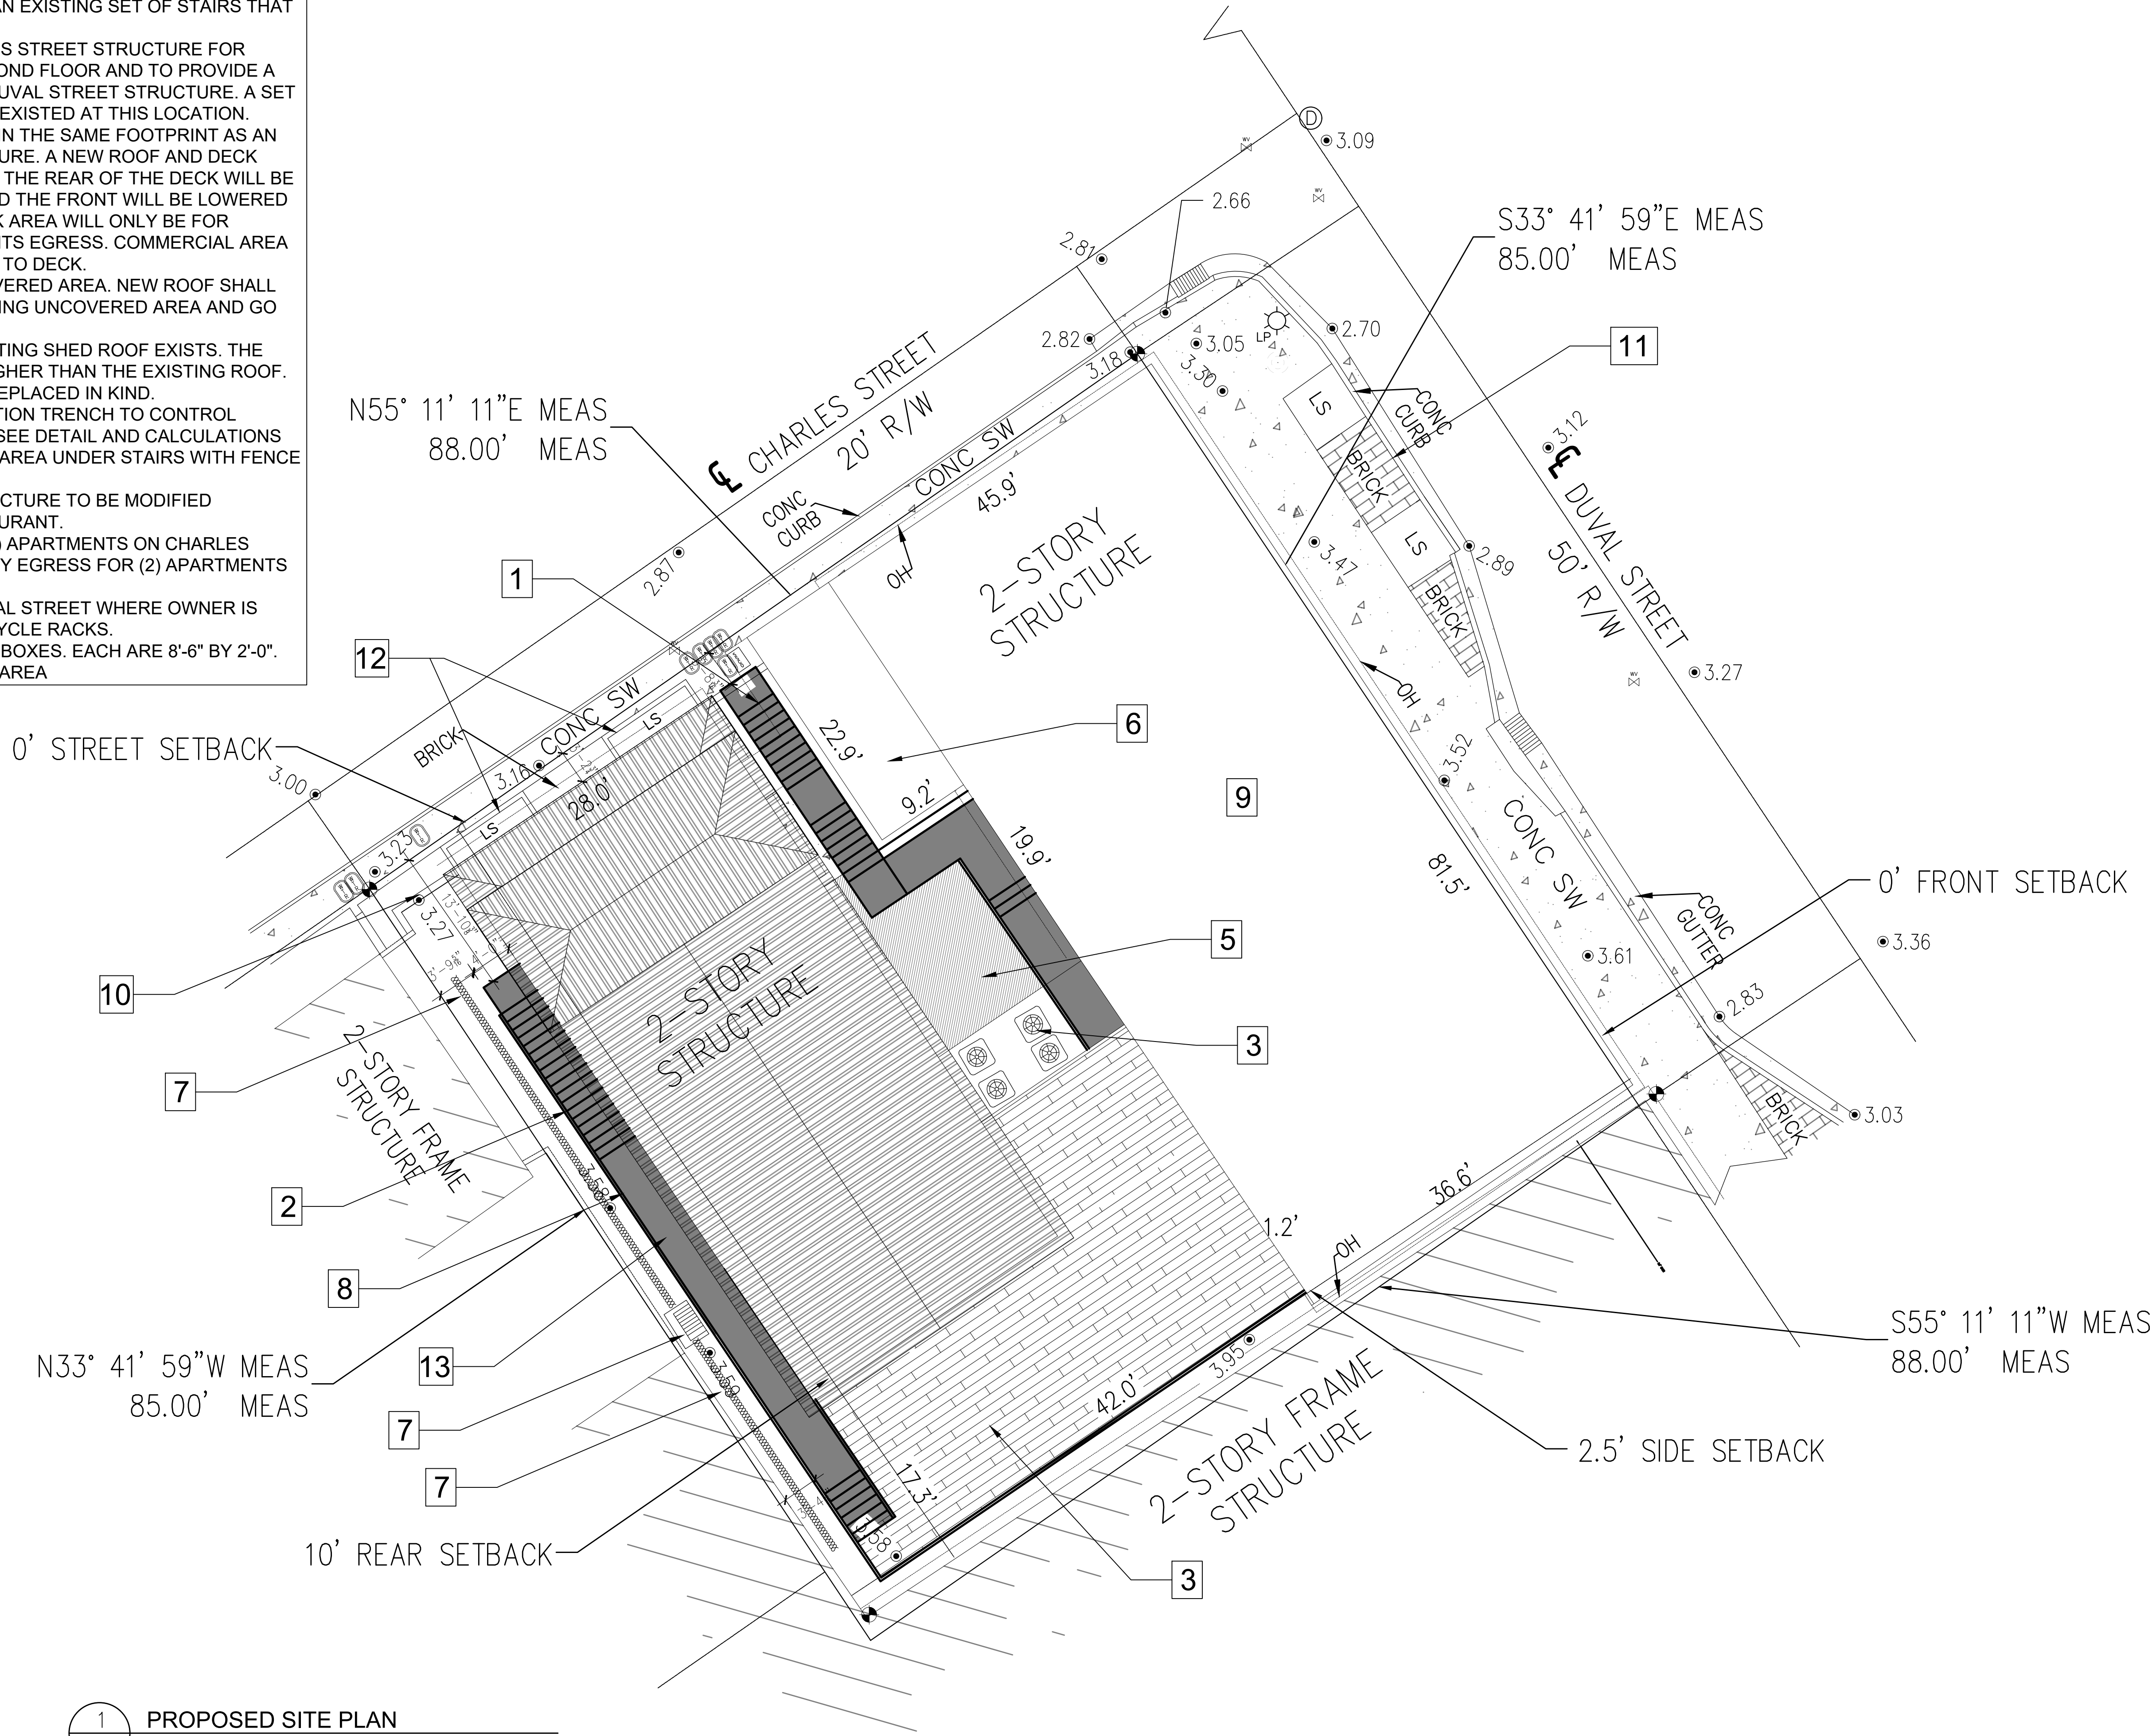 AN EXISTING SET OF STAIRS THAT
S STREET STRUCTURE FOR
OND FLOOR AND TO PROVIDE A
UVAL STREET STRUCTURE. A SET
EXISTED AT THIS LOCATION.
IN THE SAME FOOTPRINT AS AN
URE. A NEW ROOF AND DECK
THE REAR OF THE DECK WILL BE
D THE FRONT WILL BE LOWERED
K AREA WILL ONLY BE FOR
NTS EGRESS. COMMERCIAL AREA
TO DECK.
VERED AREA. NEW ROOF SHALL
ING UNCOVERED AREA AND GO
TING SHED ROOF EXISTS. THE
GHER THAN THE EXISTING ROOF.
REPLACED IN KIND.
TION TRENCH TO CONTROL
SEE DETAIL AND CALCULATIONS
AREA UNDER STAIRS WITH FENCE
CTURE TO BE MODIFIED
URANT.
) APARTMENTS ON CHARLES
Y EGRESS FOR (2) APARTMENTS
AL STREET WHERE OWNER IS
YCLE RACKS.
BOXES. EACH ARE 8'-6" BY 2'-0".
AREA
D
3.09
WV
WV
2.66
2.81
S33° 41' 59"E MEAS
85.00' MEAS
2.82
3.18
3.05
LP
2.70
3.30
11
N55° 11' 11"E MEAS
88.00' MEAS
CHARLES STREET
20' R/W
CONC SW
CONC
CURB
45.9'
OH
LS
CONC
CURB
BRICK
LS
BRICK
3.12
DUVAL STREET
50' R/W
2.87
1
2-STORY
STRUCTURE
3.47
2.89
12
3.27
WV
OH
CONC SW
LS
BRICK
22.9'
6
0' STREET SETBACK
3.00
3.16
28.0'
9.2'
9
3.52
CONC SW
LS
3.23
19.9'
81.5'
0' FRONT SETBACK
3.27
5
CONC
GUTTER
3.61
3.36
10
2-STORY
STRUCTURE
3
2.83
7
2-STORY FRAME
STRUCTURE
BRICK
3.03
2
3.58
36.6'
1.2'
OH
8
S55° 11' 11"W MEAS
88.00' MEAS
N33° 41' 59"W MEAS
85.00' MEAS
13
3.59
3.95
42.0'
2-STORY FRAME
STRUCTURE
7
2.5' SIDE SETBACK
7
17.3'
3.58
10' REAR SETBACK
3
1
PROPOSED SITE PLAN